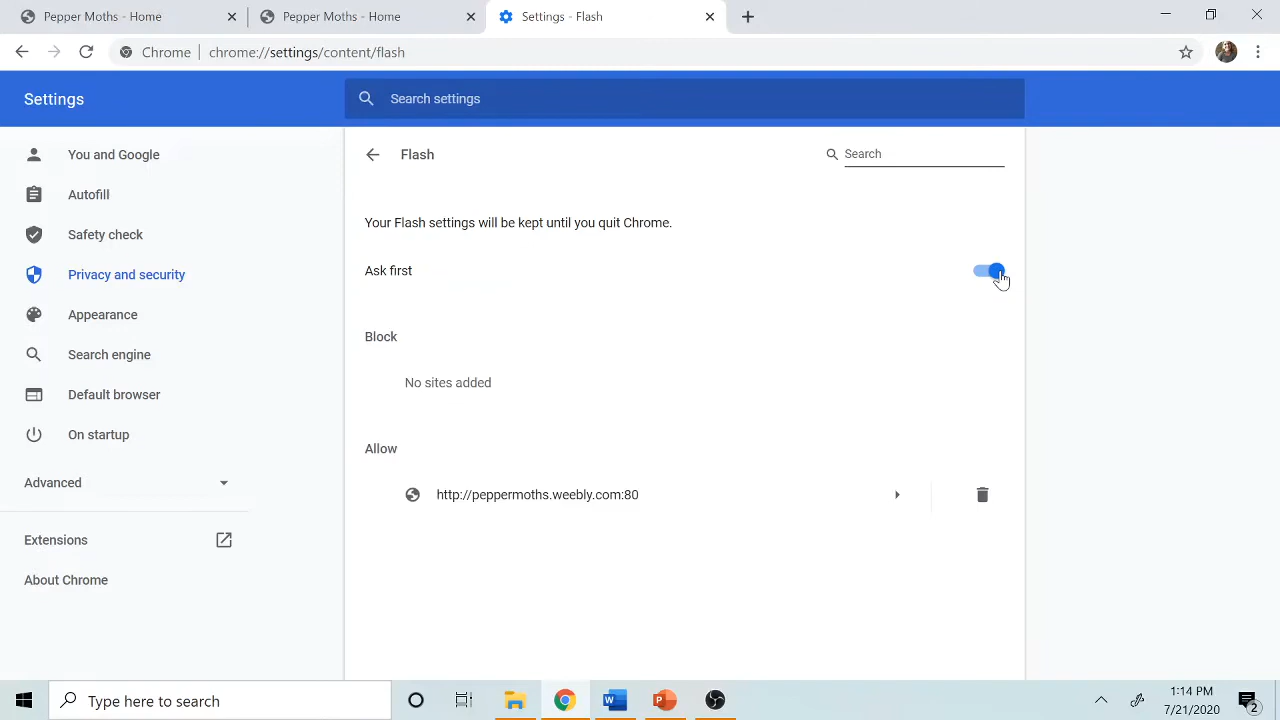 Pepper Moths - Home
Pepper Moths - Home
Settings - Flash
Chrome
chrome://settings/content/flash
Settings
Search settings
You and Google
Autofill
Safety check
Privacy and security
Appearance
Search engine
Default browser
On startup
Advanced
Extensions
About Chrome
Flash
Search
Your Flash settings will be kept until you quit Chrome.
Ask first
Block
No sites added
Allow
http://peppermoths.weebly.com:80
Type here to search
W
P
1:14 PM
7/21/2020
2